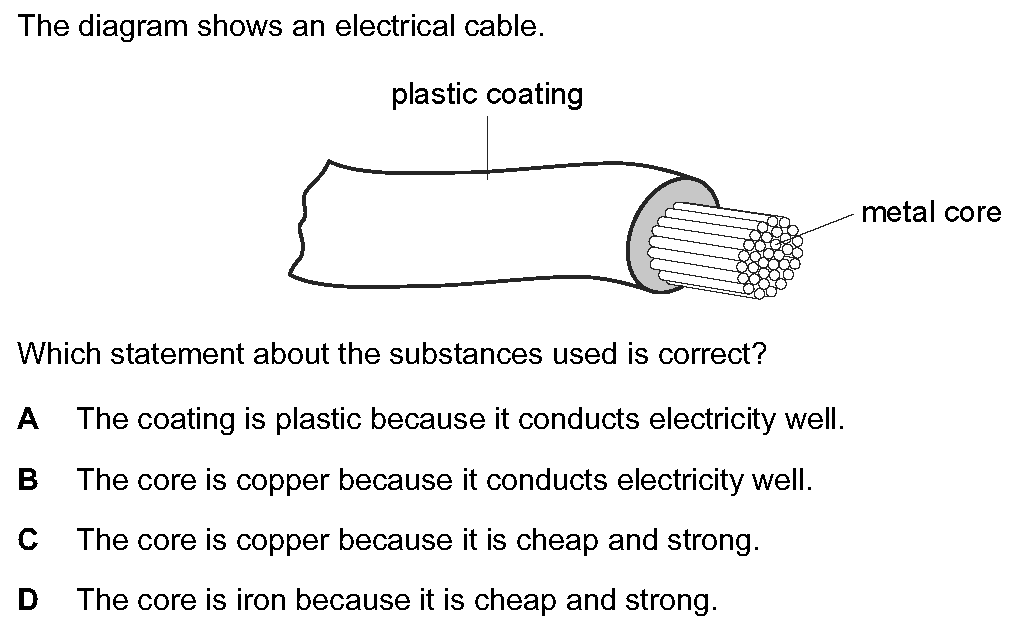 The diagram shows an electrical cable.
plastic coating
metal core
Which statement about the substances used is correct?
A The coating is plastic because it conducts electricity well.
B The core is copper because it conducts electricity well.
C The core is copper because it is cheap and strong.
D The core is iron because it is cheap and strong.